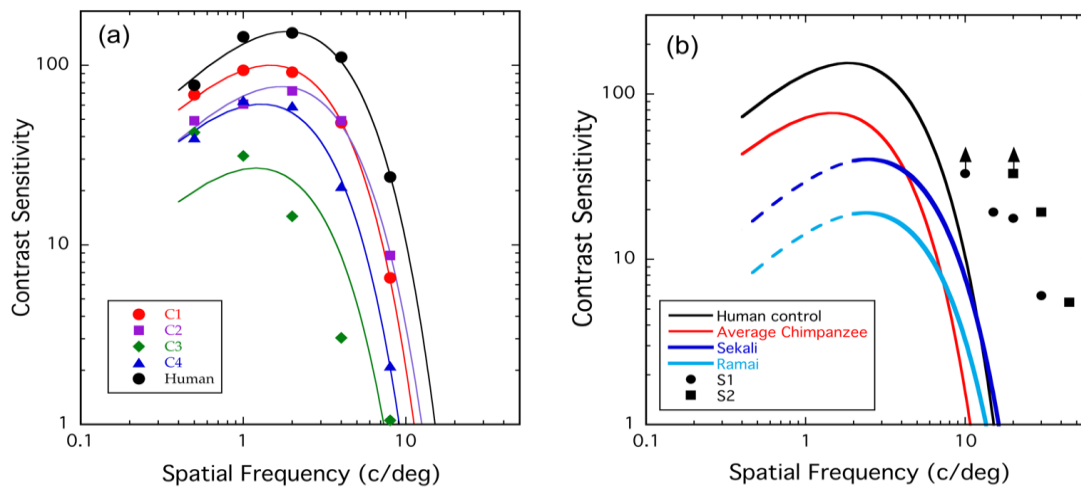 (a)
Contrast Sensitivity
100
10
1
0.1
1
10
Spatial Frequency (c/deg)
C1
C2
C3
C4
Human
(b)
Contrast Sensitivity
100
10
1
0.1
1
10
Spatial Frequency (c/deg)
Human control
Average Chimpanzee
Sekali
Ramai
S1
S2